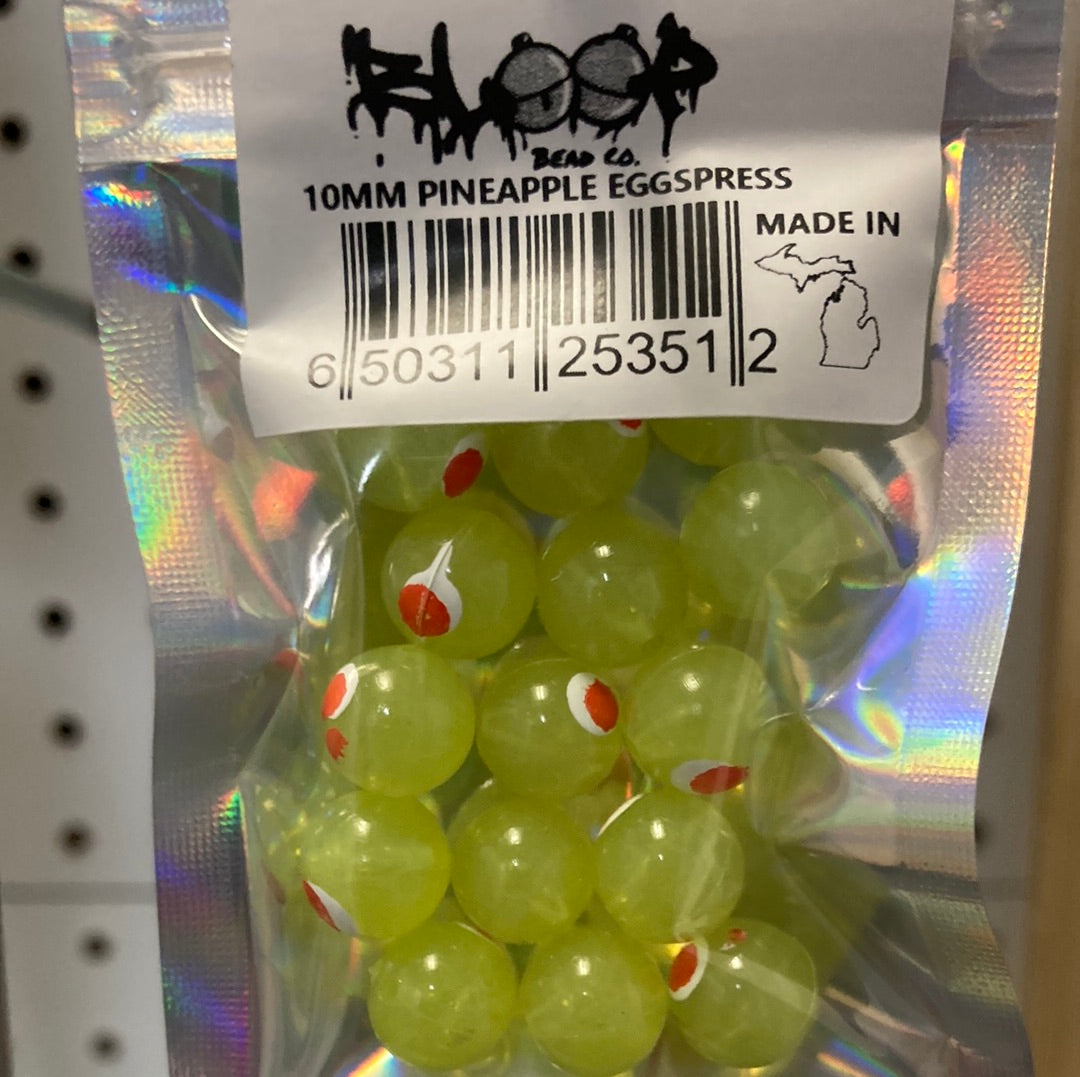 BLOOP
BEAD CO.
10MM PINEAPPLE EGGSPRESS
MADE IN
6 50311 25351 2